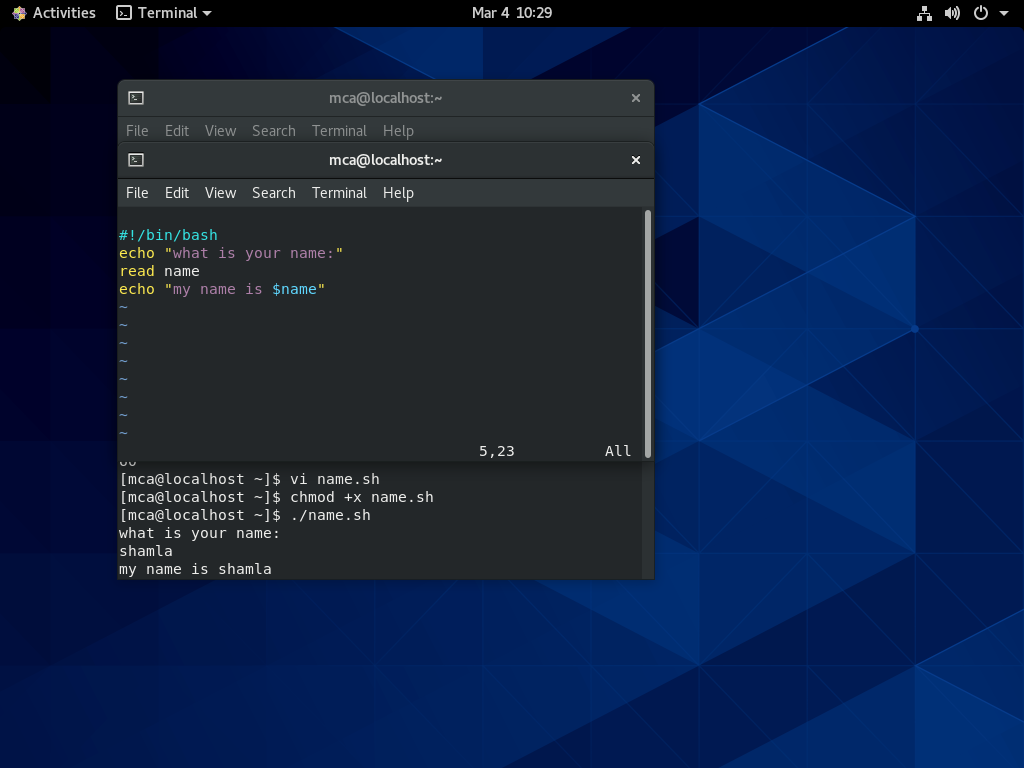 Activities Terminal Mar 4 10:29
mca@localhost:~
File Edit View Search Terminal Help
mca@localhost:~
File Edit View Search Terminal Help
#!/bin/bash
echo "what is your name:"
read name
echo "my name is $name"
~
~
~
~
~
~
~
~
5,23 All
[mca@localhost ~]$ vi name.sh
[mca@localhost ~]$ chmod +x name.sh
[mca@localhost ~]$ ./name.sh
what is your name:
shamla
my name is shamla